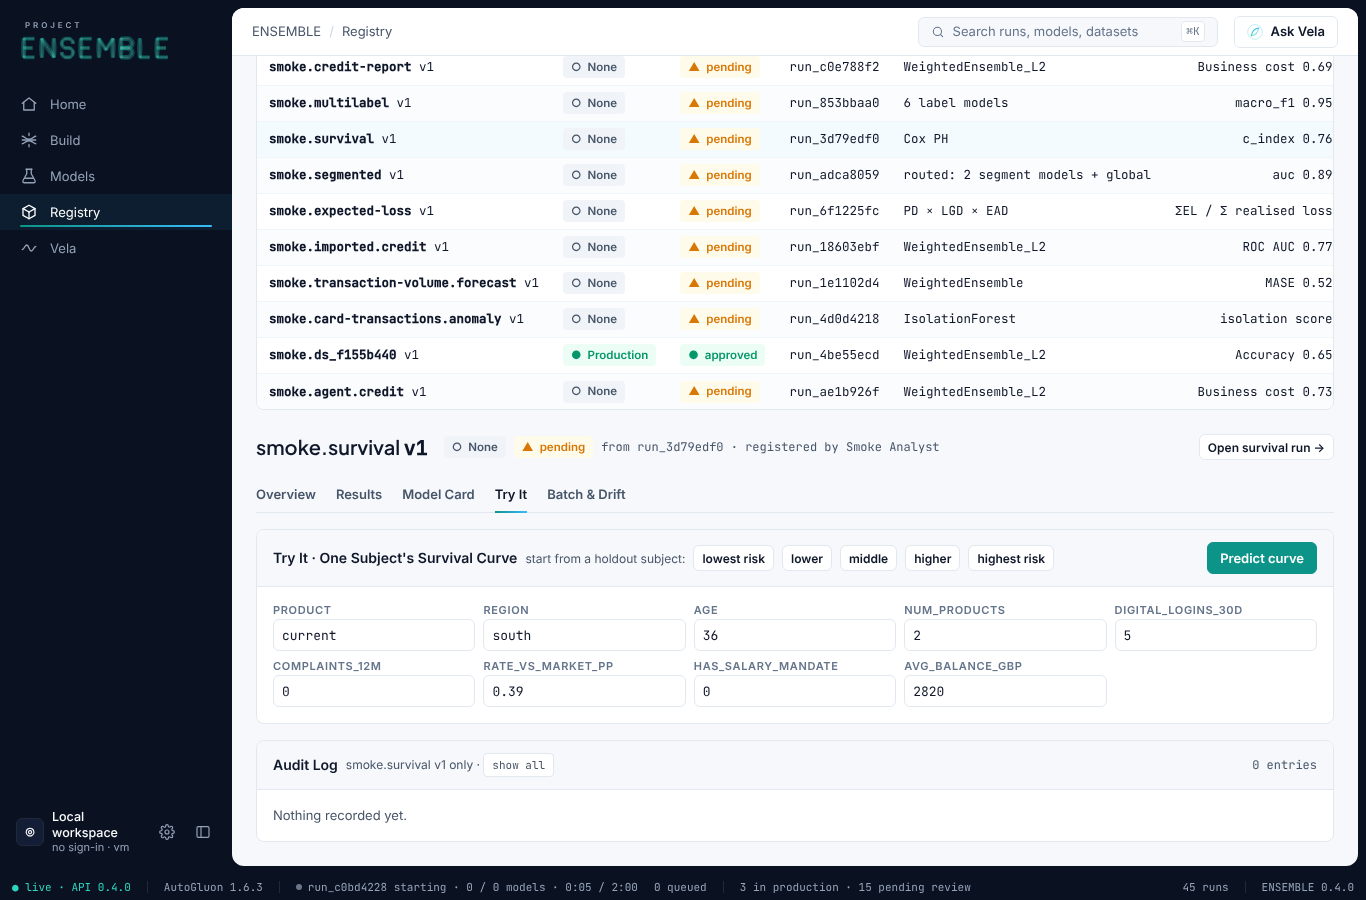 PROJECT
ENSEMBLE
Home
Build
Models
Registry
Vela
Local workspace
no sign-in · vm
ENSEMBLE / Registry
Search runs, models, datasets ⌘K
Ask Vela
smoke.credit-report v1 None pending run_c0e788f2 WeightedEnsemble_L2 Business cost 0.69
smoke.multilabel v1 None pending run_853bbaa0 6 label models macro_f1 0.95
smoke.survival v1 None pending run_3d79edf0 Cox PH c_index 0.76
smoke.segmented v1 None pending run_adca8059 routed: 2 segment models + global auc 0.89
smoke.expected-loss v1 None pending run_6f1225fc PD × LGD × EAD ΣEL / Σ realised loss
smoke.imported.credit v1 None pending run_18603ebf WeightedEnsemble_L2 ROC AUC 0.77
smoke.transaction-volume.forecast v1 None pending run_1e1102d4 WeightedEnsemble MASE 0.52
smoke.card-transactions.anomaly v1 None pending run_4d0d4218 IsolationForest isolation score
smoke.ds_f155b440 v1 Production approved run_4be55ecd WeightedEnsemble_L2 Accuracy 0.65
smoke.agent.credit v1 None pending run_ae1b926f WeightedEnsemble_L2 Business cost 0.73
smoke.survival v1 None pending from run_3d79edf0 · registered by Smoke Analyst Open survival run →
Overview Results Model Card Try It Batch & Drift
Try It · One Subject's Survival Curve start from a holdout subject: lowest risk lower middle higher highest risk Predict curve
PRODUCT REGION AGE NUM_PRODUCTS DIGITAL_LOGINS_30D
current south 36 2 5
COMPLAINTS_12M RATE_VS_MARKET_PP HAS_SALARY_MANDATE AVG_BALANCE_GBP
0 0.39 0 2820
Audit Log smoke.survival v1 only · show all 0 entries
Nothing recorded yet.
live · API 0.4.0 AutoGluon 1.6.3 run_c0bd4228 starting · 0 / 0 models · 0:05 / 2:00 0 queued 3 in production · 15 pending review 45 runs ENSEMBLE 0.4.0